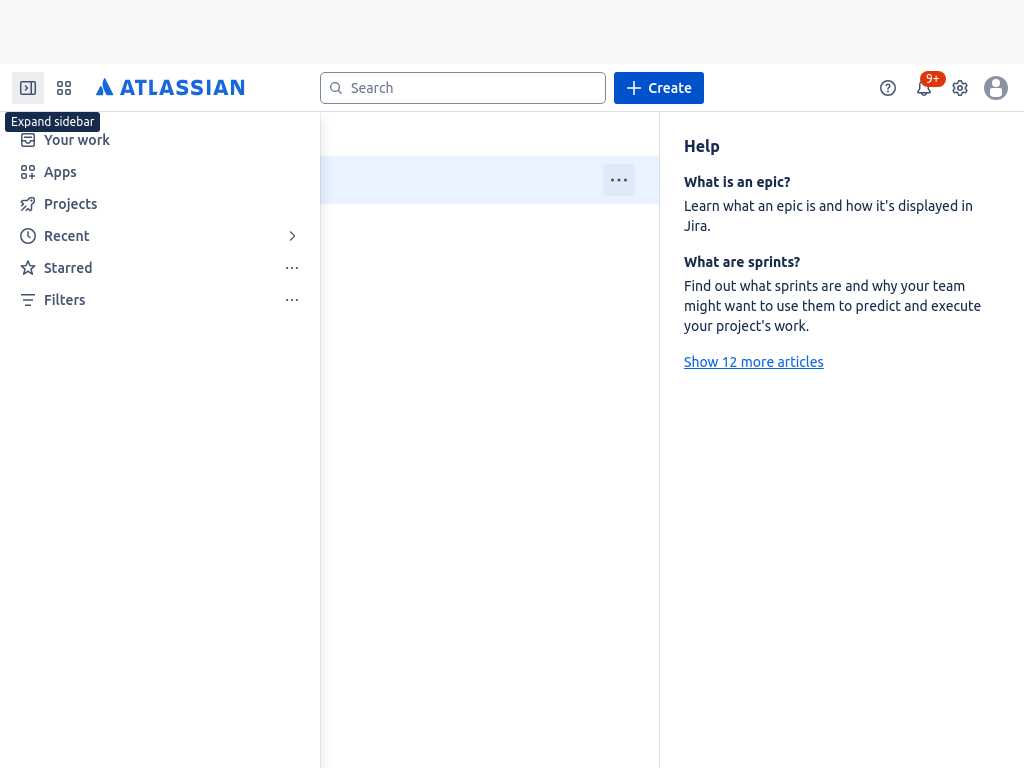 ATLASSIAN
Search
Create
9+
Expand sidebar
Your work
Apps
Projects
Recent
Starred
Filters
Help
What is an epic?
Learn what an epic is and how it's displayed in
Jira.
What are sprints?
Find out what sprints are and why your team
might want to use them to predict and execute
your project's work.
Show 12 more articles